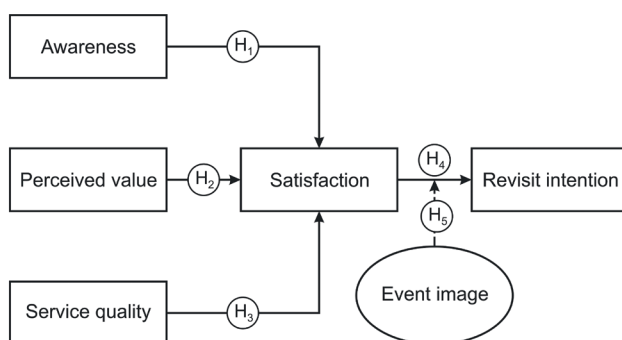 Awareness
H₁
Perceived value
H₂
Satisfaction
H₄
Revisit intention
H₅
Event image
Service quality
H₃